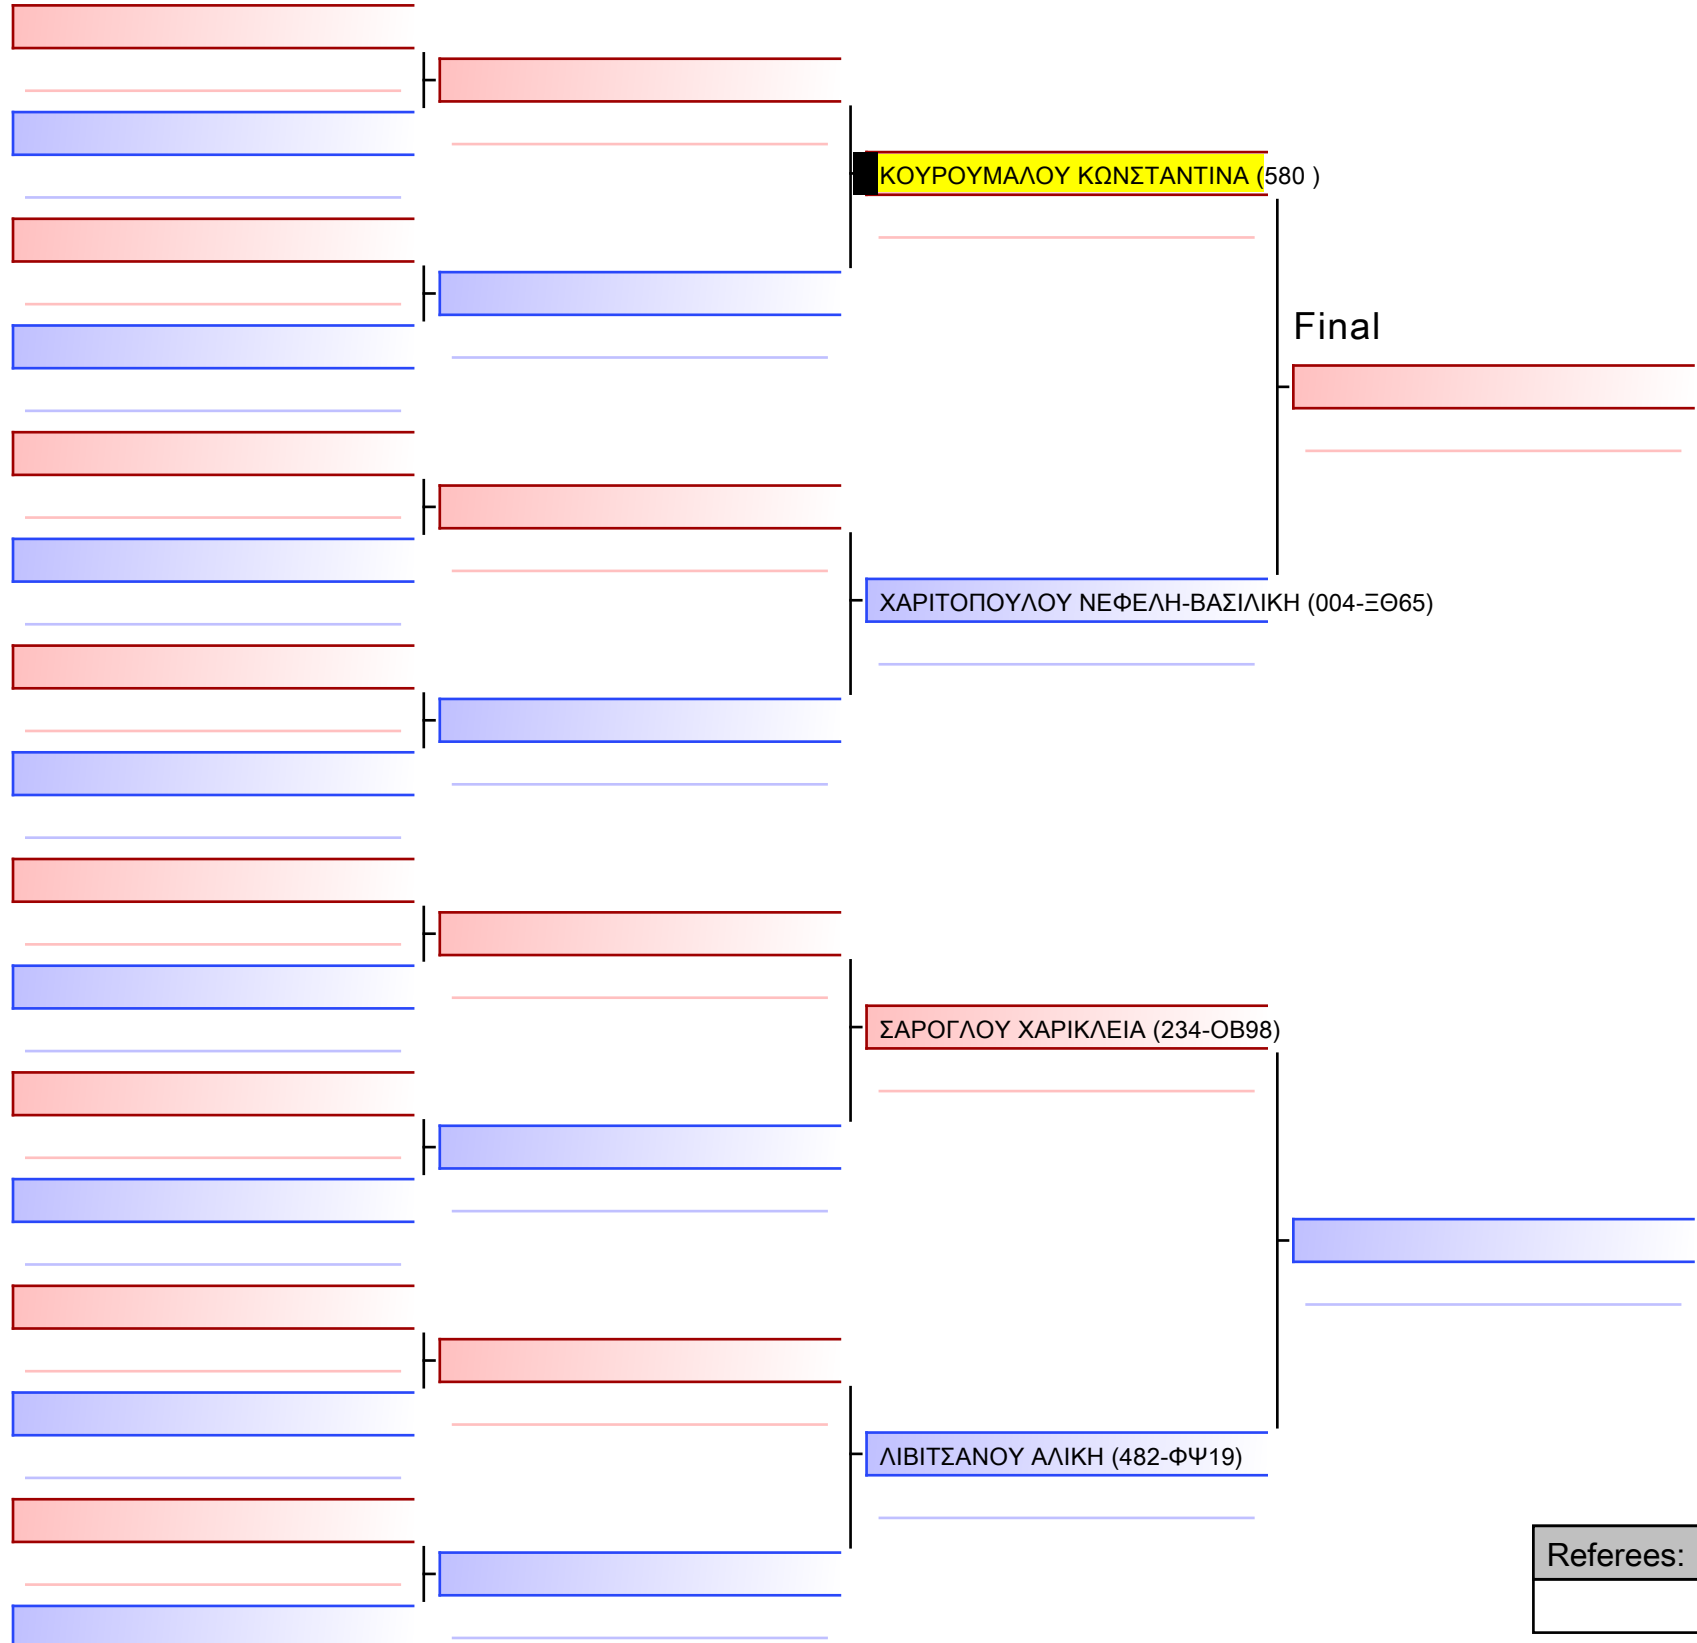 ΚΟΥΡΟΥΜΑΛΟΥ ΚΩΝΣΤΑΝΤΙΝΑ (580 )
Final
ΧΑΡΙΤΟΠΟΥΛΟΥ ΝΕΦΕΛΗ-ΒΑΣΙΛΙΚΗ (004-ΞΘ65)
ΣΑΡΟΓΛΟΥ ΧΑΡΙΚΛΕΙΑ (234-ΟΒ98)
ΛΙΒΙΤΣΑΝΟΥ ΑΛΙΚΗ (482-ΦΨ19)
Referees: